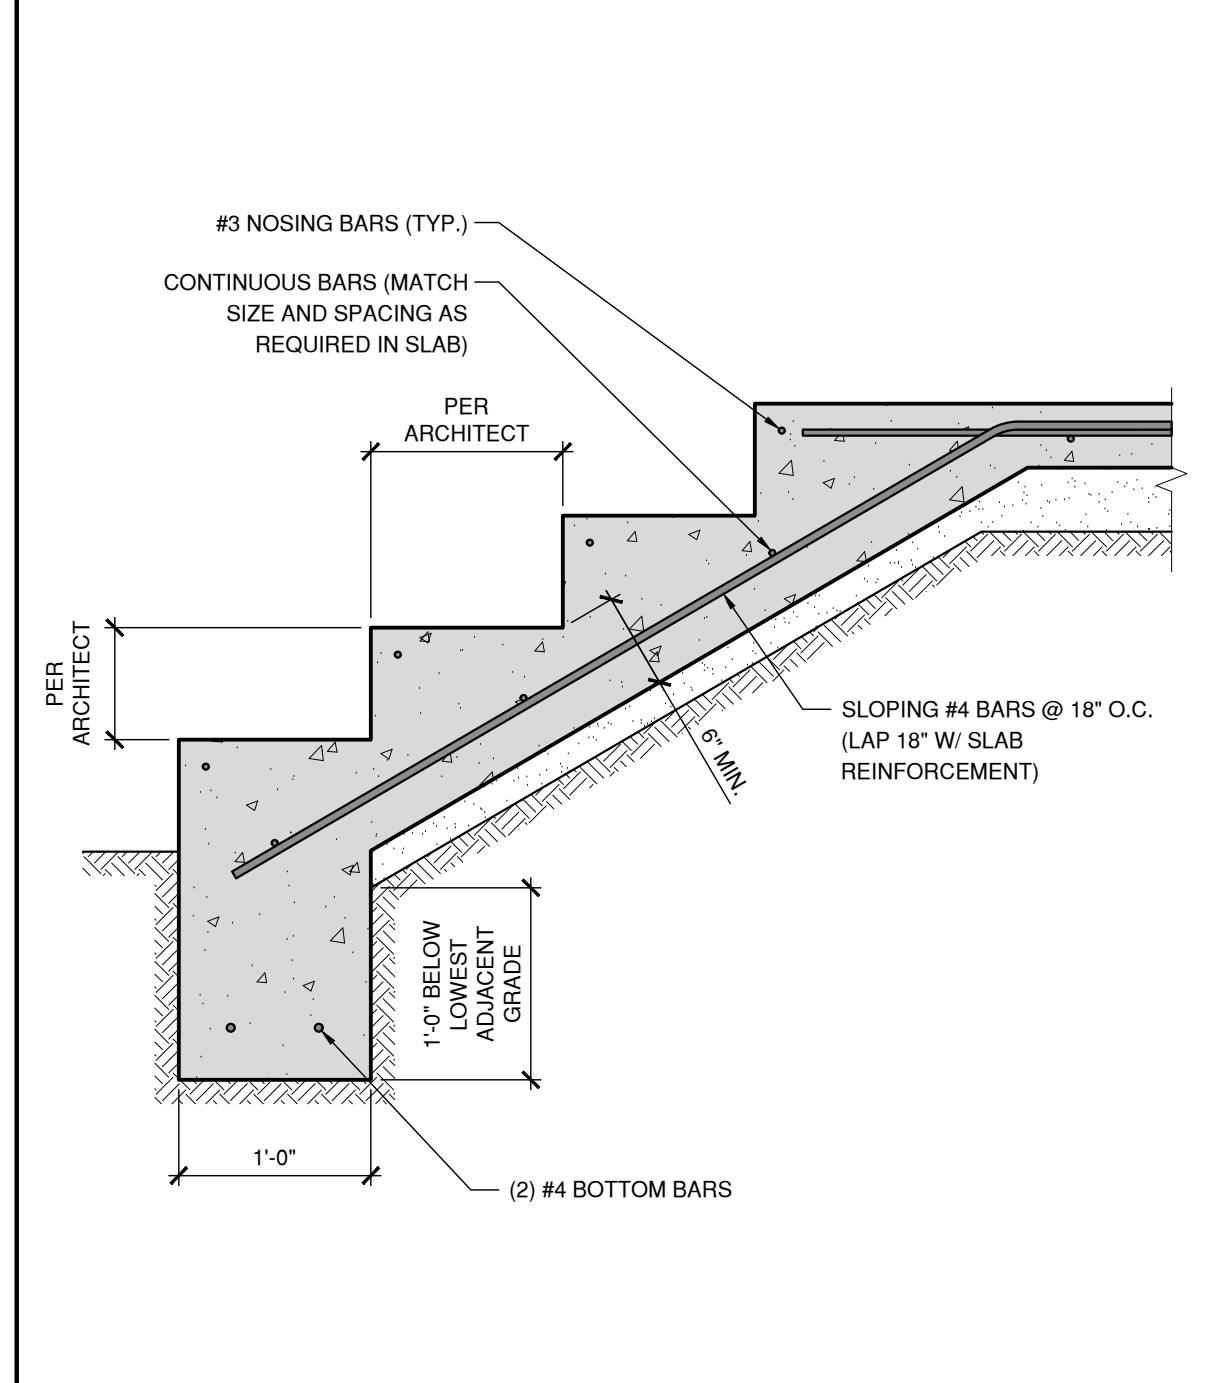 #3 NOSING BARS (TYP.)
CONTINUOUS BARS (MATCH
SIZE AND SPACING AS
REQUIRED IN SLAB)
PER
ARCHITECT
PER
ARCHITECT
SLOPING #4 BARS @ 18" O.C.
(LAP 18" W/ SLAB
REINFORCEMENT)
6" MIN.
1'-0" BELOW
LOWEST
ADJACENT
GRADE
1'-0"
(2) #4 BOTTOM BARS